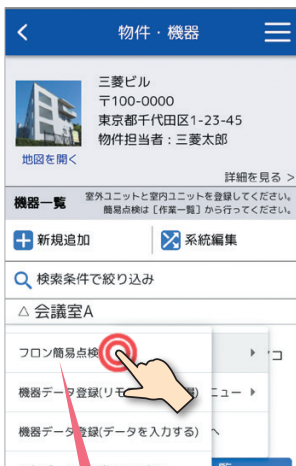 物件・機器
三菱ビル
〒100-0000
東京都千代田区1-23-45
物件担当者：三菱太郎
地図を開く
詳細を見る >
機器一覧
室外ユニットと室内ユニットを登録してください。
簡易点検は［作業一覧］から行ってください。
新規追加
系統編集
検索条件で絞り込み
△ 会議室A
フロン簡易点検
コ
機器データ登録(リモ
ニュー
機器データ登録(データを入力する)
へ